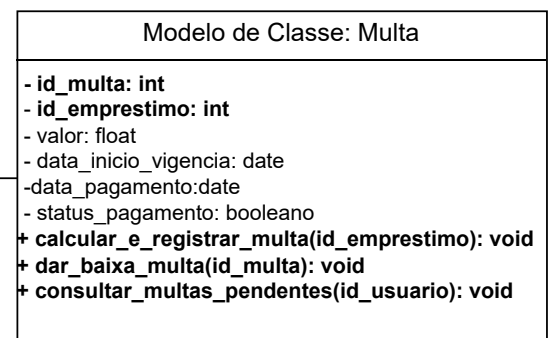 Modelo de Classe: Multa
- id_multa: int
- id_emprestimo: int
- valor: float
- data_inicio_vigencia: date
-data_pagamento:date
- status_pagamento: booleano
+ calcular_e_registrar_multa(id_emprestimo): void
+ dar_baixa_multa(id_multa): void
+ consultar_multas_pendentes(id_usuario): void